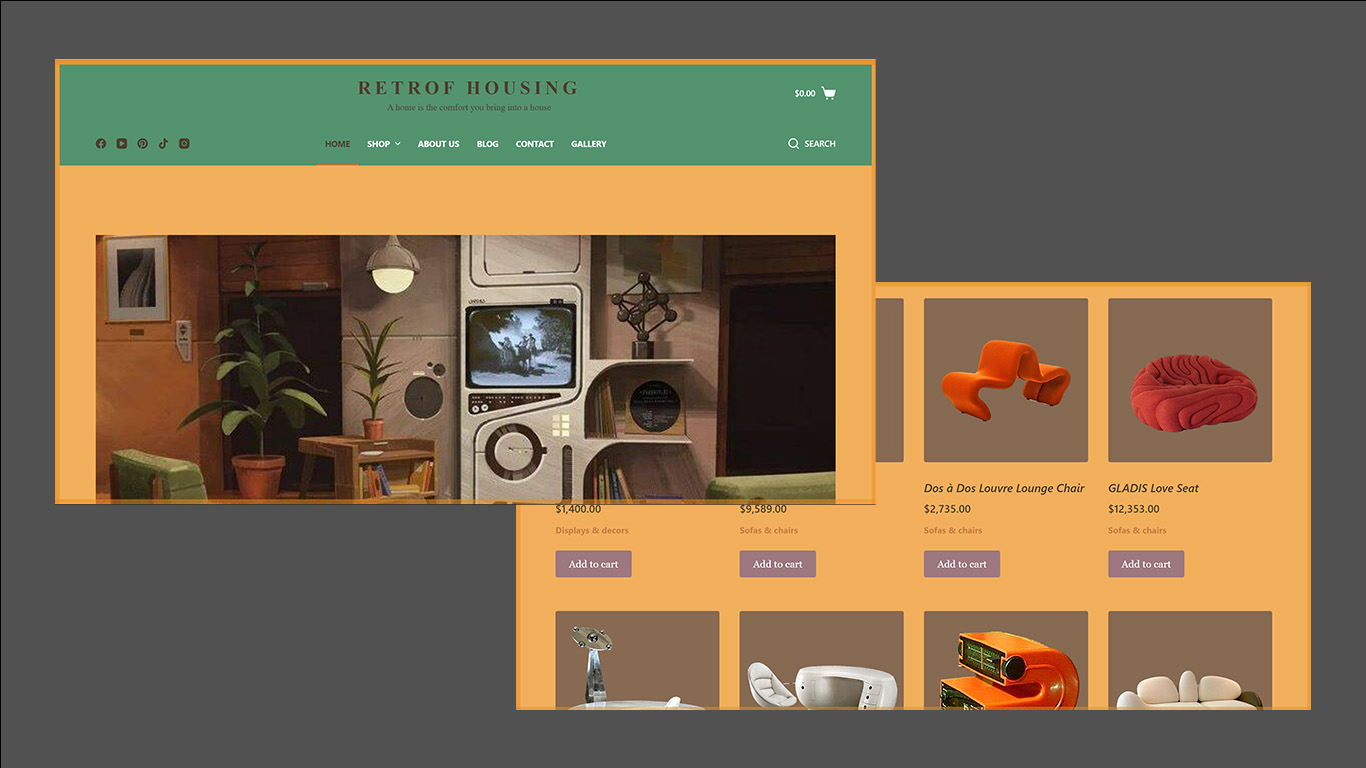 RETROF HOUSING
A home is the comfort you bring into a house
$0.00
HOME SHOP ABOUT US BLOG CONTACT GALLERY
SEARCH
Dos à Dos Louvre Lounge Chair GLADIS Love Seat
$1,400.00 $9,589.00 $2,735.00 $12,353.00
Displays & decors Sofas & chairs Sofas & chairs Sofas & chairs
Add to cart Add to cart Add to cart Add to cart